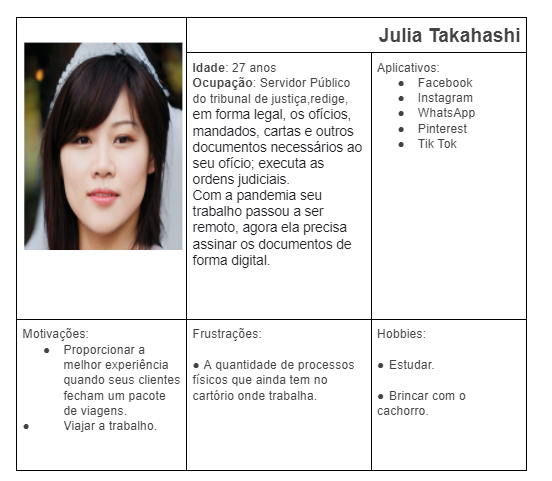 Julia Takahashi
Idade: 27 anos
Ocupação: Servidor Público
do tribunal de justiça,redige,
em forma legal, os ofícios,
mandados, cartas e outros
documentos necessários ao
seu ofício; executa as
ordens judiciais.
Com a pandemia seu
trabalho passou a ser
remoto, agora ela precisa
assinar os documentos de
forma digital.
Aplicativos:
● Facebook
● Instagram
● WhatsApp
● Pinterest
● Tik Tok
Motivações:
● Proporcionar a
melhor experiência
quando seus clientes
fecham um pacote
de viagens.
● Viajar a trabalho.
Frustrações:
● A quantidade de processos
físicos que ainda tem no
cartório onde trabalha.
Hobbies:
● Estudar.
● Brincar com o
cachorro.